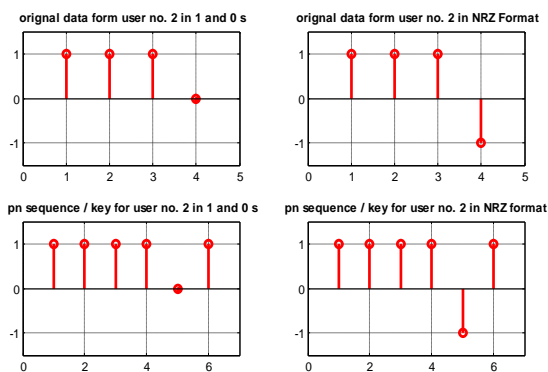 orignal data form user no. 2 in 1 and 0 s
1
0
-1
0 1 2 3 4 5
orignal data form user no. 2 in NRZ Format
1
0
-1
0 1 2 3 4 5
pn sequence / key for user no. 2 in 1 and 0 s
1
0
-1
0 2 4 6
pn sequence / key for user no. 2 in NRZ format
1
0
-1
0 2 4 6